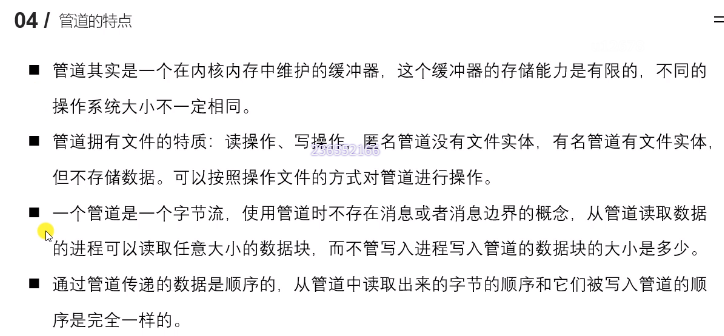 04 / 管道的特点
■ 管道其实是一个在内核内存中维护的缓冲器，这个缓冲器的存储能力是有限的，不同的
操作系统大小不一定相同。
■ 管道拥有文件的特质：读操作、写操作，匿名管道没有文件实体，有名管道有文件实体，
但不存储数据。可以按照操作文件的方式对管道进行操作。
■ 一个管道是一个字节流，使用管道时不存在消息或者消息边界的概念，从管道读取数据
的进程可以读取任意大小的数据块，而不管写入进程写入管道的数据块的大小是多少。
■ 通过管道传递的数据是顺序的，从管道中读取出来的字节的顺序和它们被写入管道的顺
序是完全一样的。